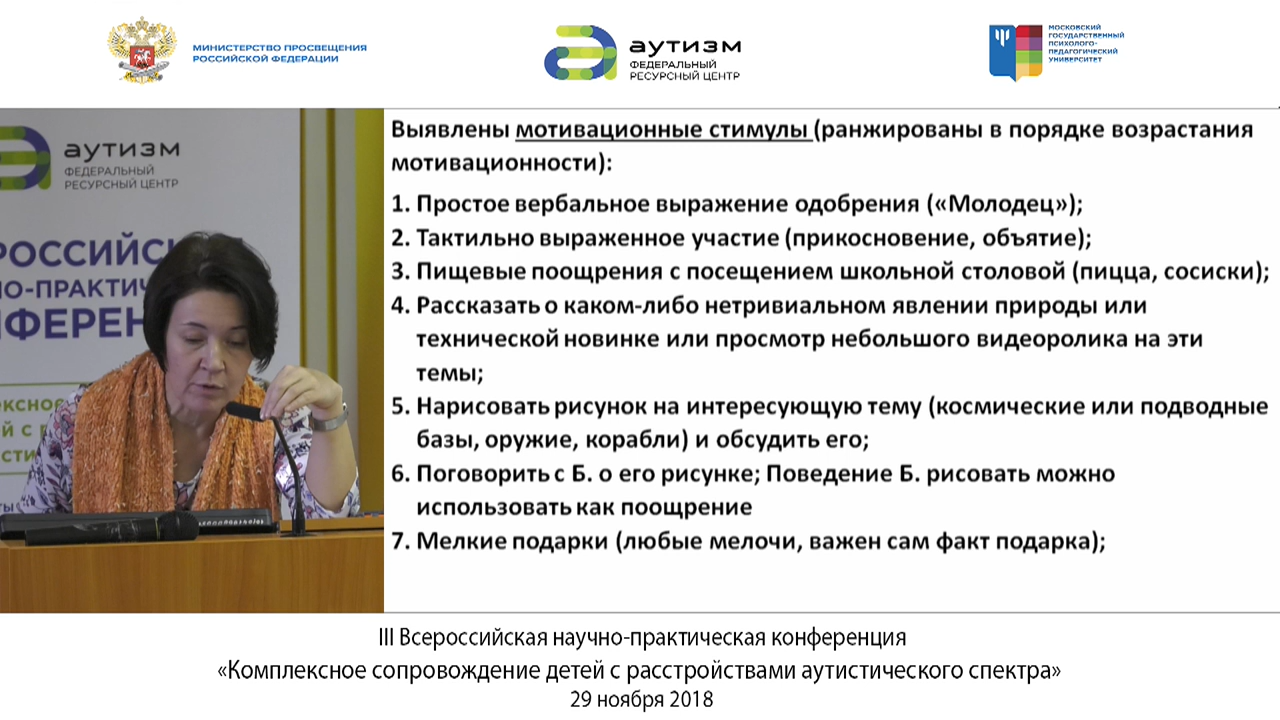 МИНИСТЕРСТВО ПРОСВЕЩЕНИЯ
РОССИЙСКОЙ ФЕДЕРАЦИИ
аутизм
ФЕДЕРАЛЬНЫЙ
РЕСУРСНЫЙ ЦЕНТР
МОСКОВСКИЙ
ГОСУДАРСТВЕННЫЙ
ПСИХОЛОГО-
ПЕДАГОГИЧЕСКИЙ
УНИВЕРСИТЕТ
аутизм
ФЕДЕРАЛЬНЫЙ
РЕСУРСНЫЙ ЦЕНТР
РОССИЙС
О-ПРАКТИЧ
ФЕРЕН
ексное
й с р
сти
Выявлены мотивационные стимулы (ранжированы в порядке возрастания
мотивационности):
1. Простое вербальное выражение одобрения («Молодец»);
2. Тактильно выраженное участие (прикосновение, объятие);
3. Пищевые поощрения с посещением школьной столовой (пицца, сосиски);
4. Рассказать о каком-либо нетривиальном явлении природы или
технической новинке или просмотр небольшого видеоролика на эти
темы;
5. Нарисовать рисунок на интересующую тему (космические или подводные
базы, оружие, корабли) и обсудить его;
6. Поговорить с Б. о его рисунке; Поведение Б. рисовать можно
использовать как поощрение
7. Мелкие подарки (любые мелочи, важен сам факт подарка);
III Всероссийская научно-практическая конференция
«Комплексное сопровождение детей с расстройствами аутистического спектра»
29 ноября 2018